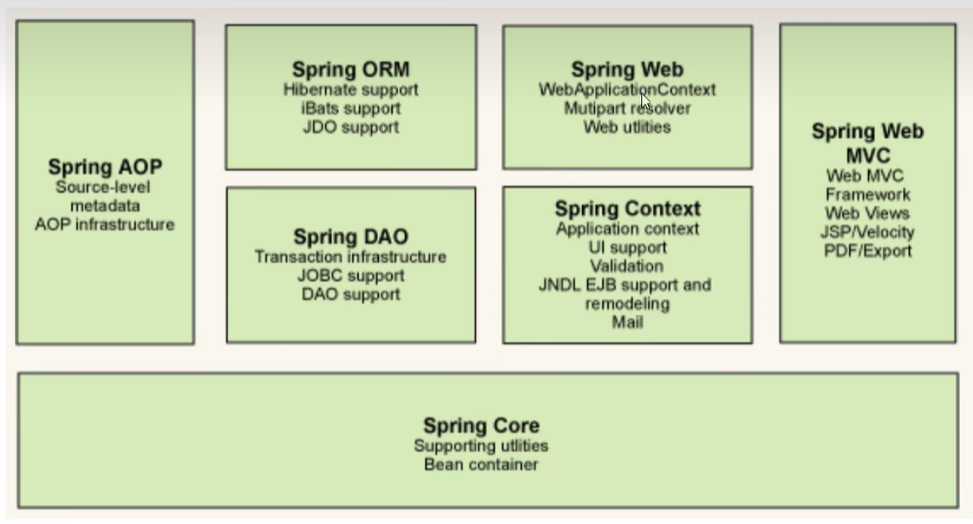 Spring AOP
Source-level
metadata
AOP infrastructure
Spring ORM
Hibernate support
iBats support
JDO support
Spring DAO
Transaction infrastructure
JOBC support
DAO support
Spring Web
WebApplicationContext
Mutipart resolver
Web utlities
Spring Context
Application context
UI support
Validation
JNDL EJB support and
remodeling
Mail
Spring Web
MVC
Web MVC
Framework
Web Views
JSP/Velocity
PDF/Export
Spring Core
Supporting utlities
Bean container